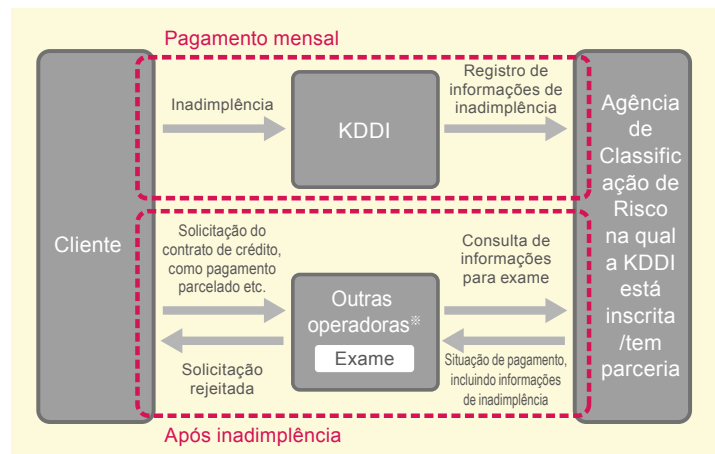 Pagamento mensal
Cliente
Inadimplência
KDDI
Registro de
informações de
inadimplência
Agência
de
Classific
ação de
Risco
na qual
a KDDI
está
inscrita
/tem
parceria
Solicitação do
contrato de crédito,
como pagamento
parcelado etc.
Outras
operadoras※
Exame
Consulta de
informações
para exame
Solicitação
rejeitada
Situação de pagamento,
incluindo informações
de inadimplência
Após inadimplência